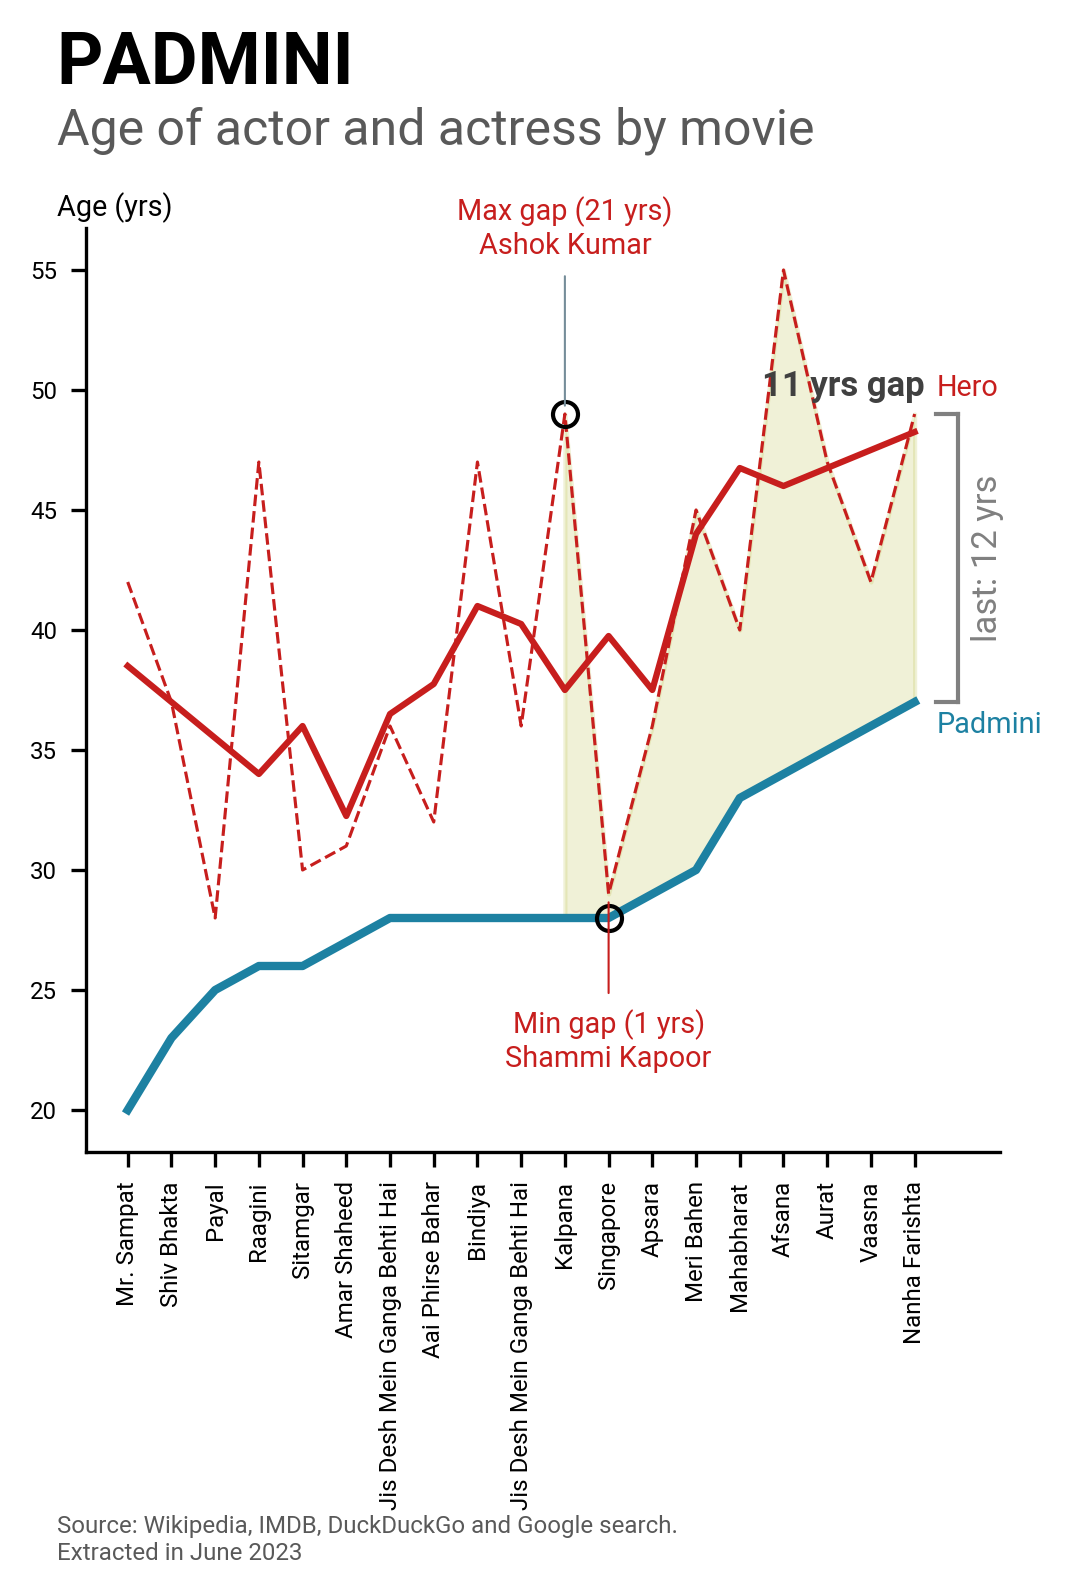 PADMINI
Age of actor and actress by movie
Age (yrs)
Max gap (21 yrs)
Ashok Kumar
55
50
45
40
35
30
25
20
11 yrs gap
Hero
last: 12 yrs
Padmini
Min gap (1 yrs)
Shammi Kapoor
Mr. Sampat
Shiv Bhakta
Payal
Raagini
Sitamgar
Amar Shaheed
Jis Desh Mein Ganga Behti Hai
Aai Phirse Bahar
Bindiya
Jis Desh Mein Ganga Behti Hai
Kalpana
Singapore
Apsara
Meri Bahen
Mahabharat
Afsana
Aurat
Vaasna
Nanha Farishta
Source: Wikipedia, IMDB, DuckDuckGo and Google search.
Extracted in June 2023